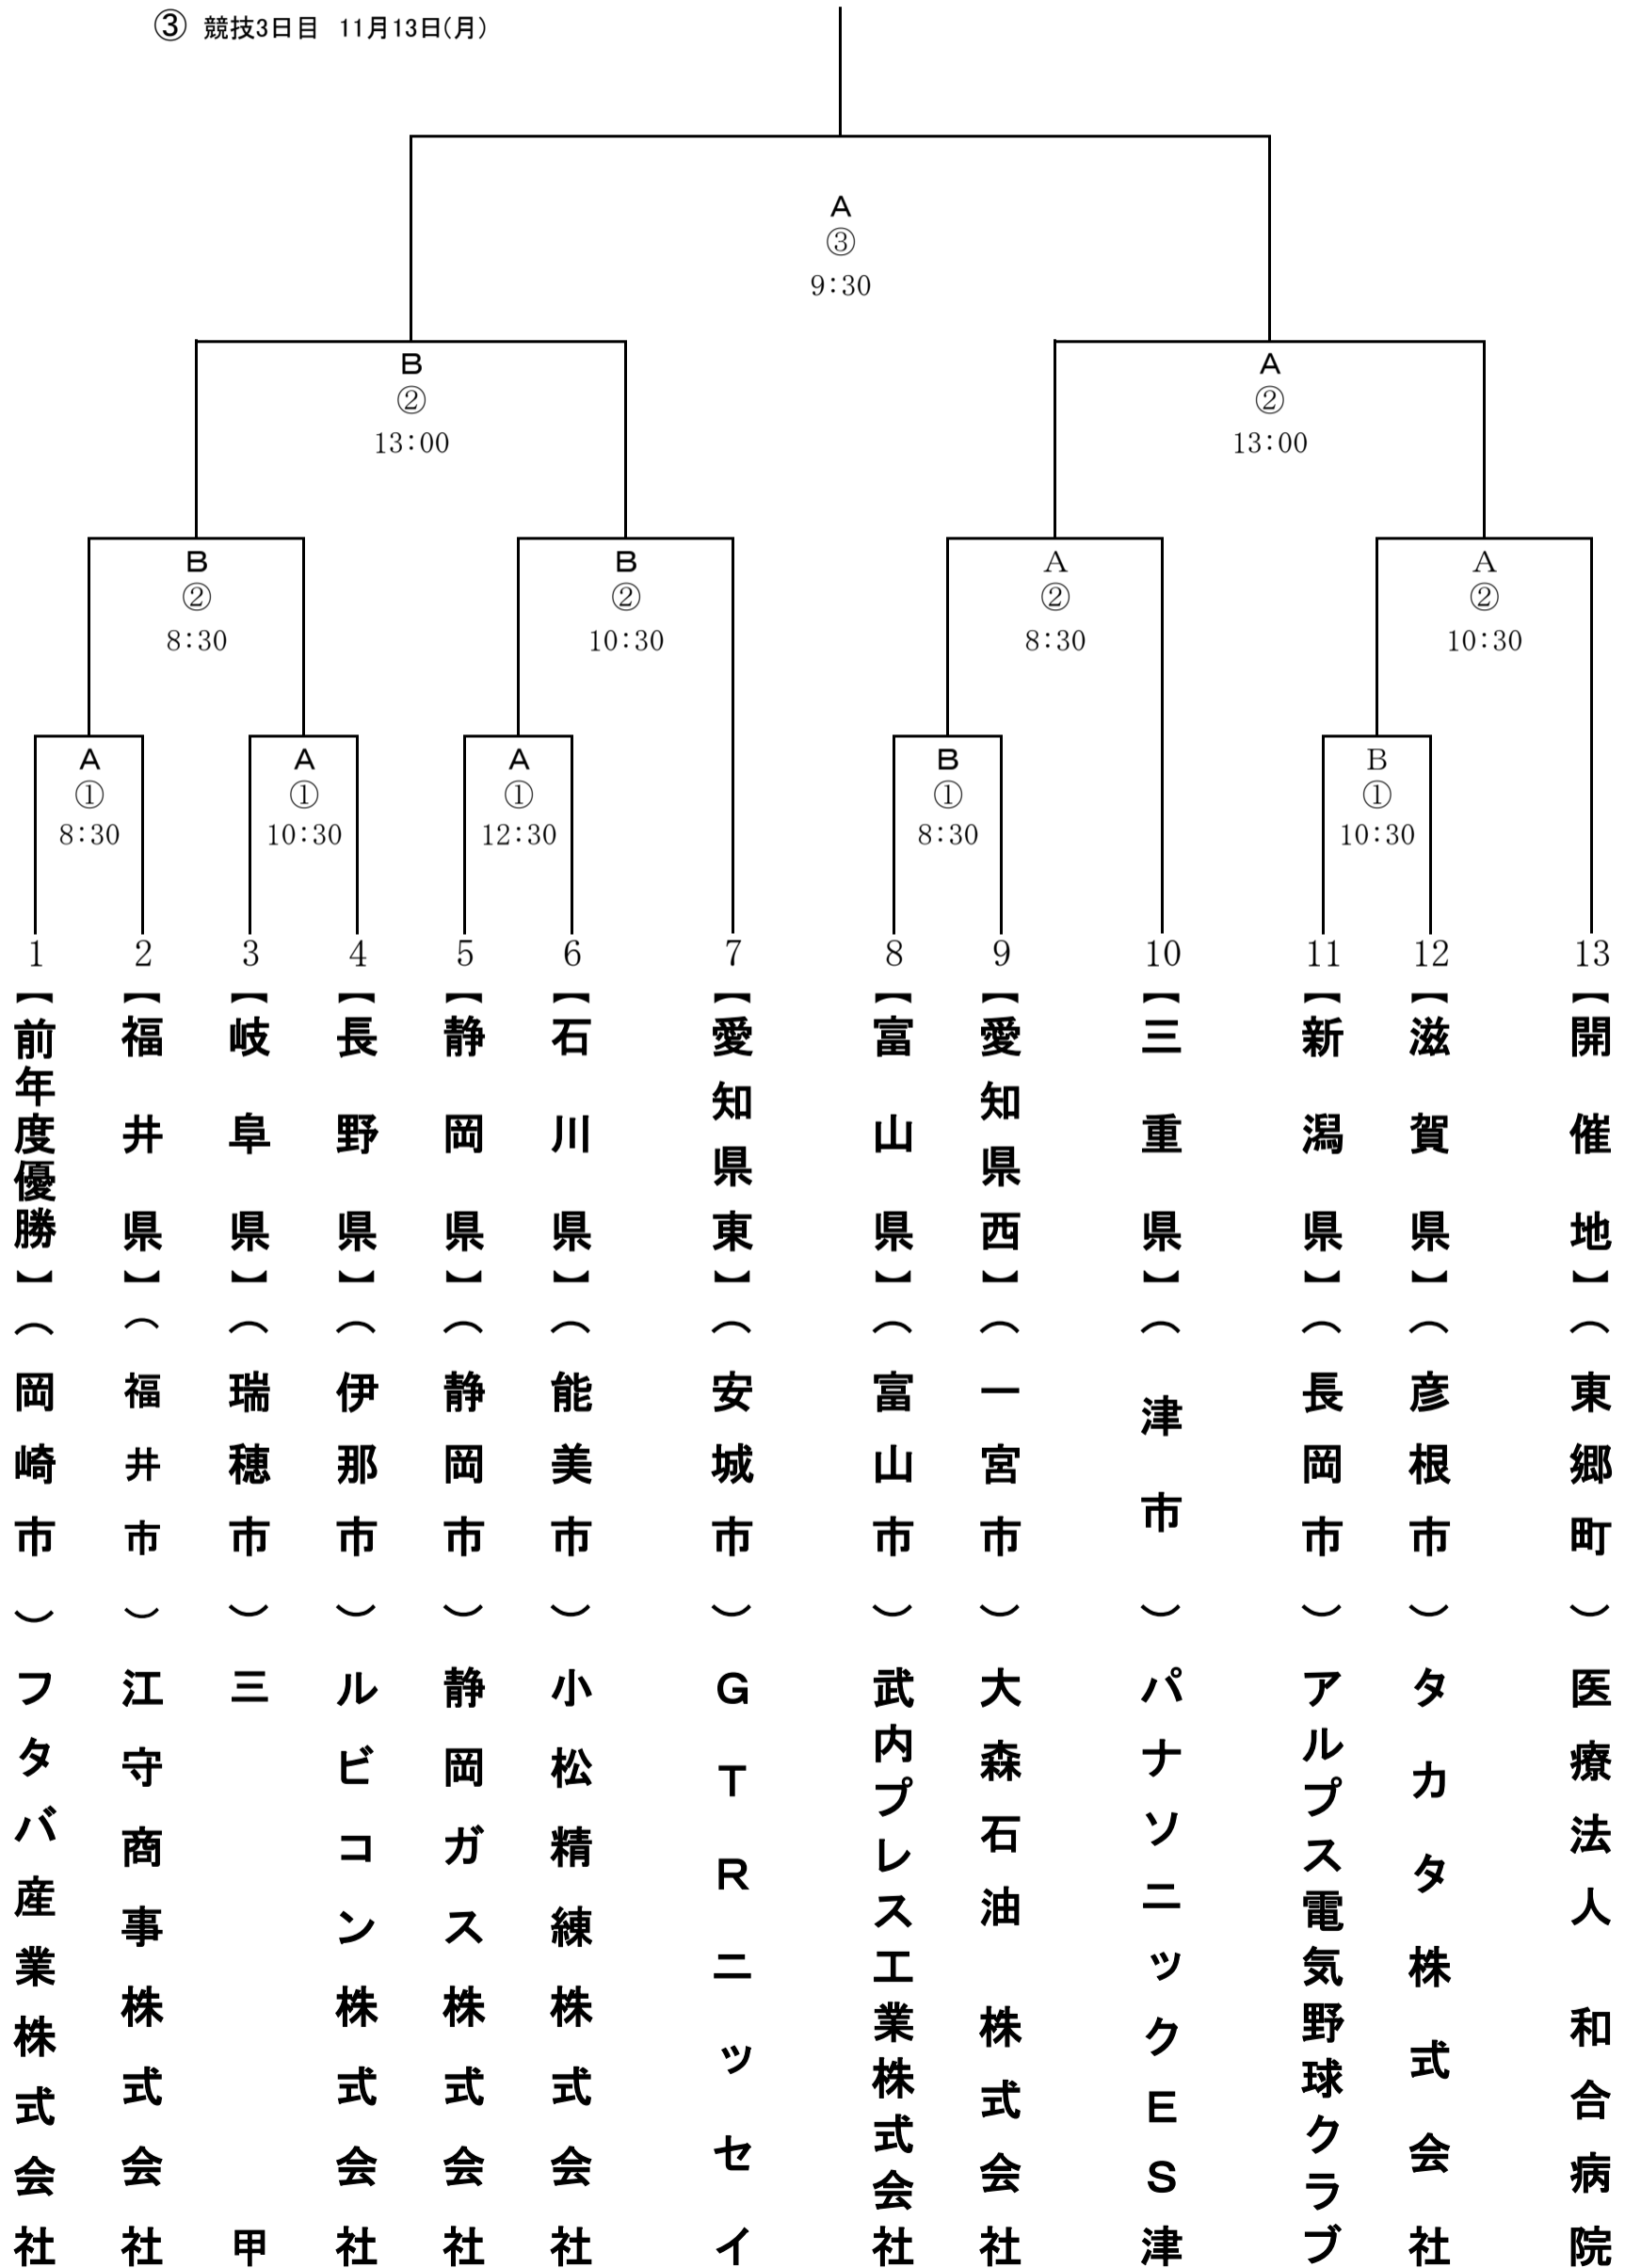 ③ 競技3日目 11月13日(月)
A
③
9:30
B
②
13:00
A
②
13:00
B
②
8:30
B
②
10:30
A
②
8:30
A
②
10:30
A
①
8:30
A
①
10:30
A
①
12:30
B
①
8:30
B
①
10:30
1 【前年度優勝】(岡崎市)フタバ産業株式会社
2 【福井県】(福井市)江守商事株式会社
3 【岐阜県】(瑞穂市)三甲
4 【長野県】(伊那市)ルビコン株式会社
5 【静岡県】(静岡市)静岡ガス株式会社
6 【石川県】(能美市)小松精練株式会社
7 【愛知県東】(安城市)GTRニッセイ
8 【富山県】(富山市)武内プレス工業株式会社
9 【愛知県西】(一宮市)大森石油 株式会社
10 【三重県】(津市)パナソニックES津
11 【新潟県】(長岡市)アルプス電気野球クラブ
12 【滋賀県】(彦根市)タカタ株式会社
13 【開催地】(東郷町)医療法人 和合病院